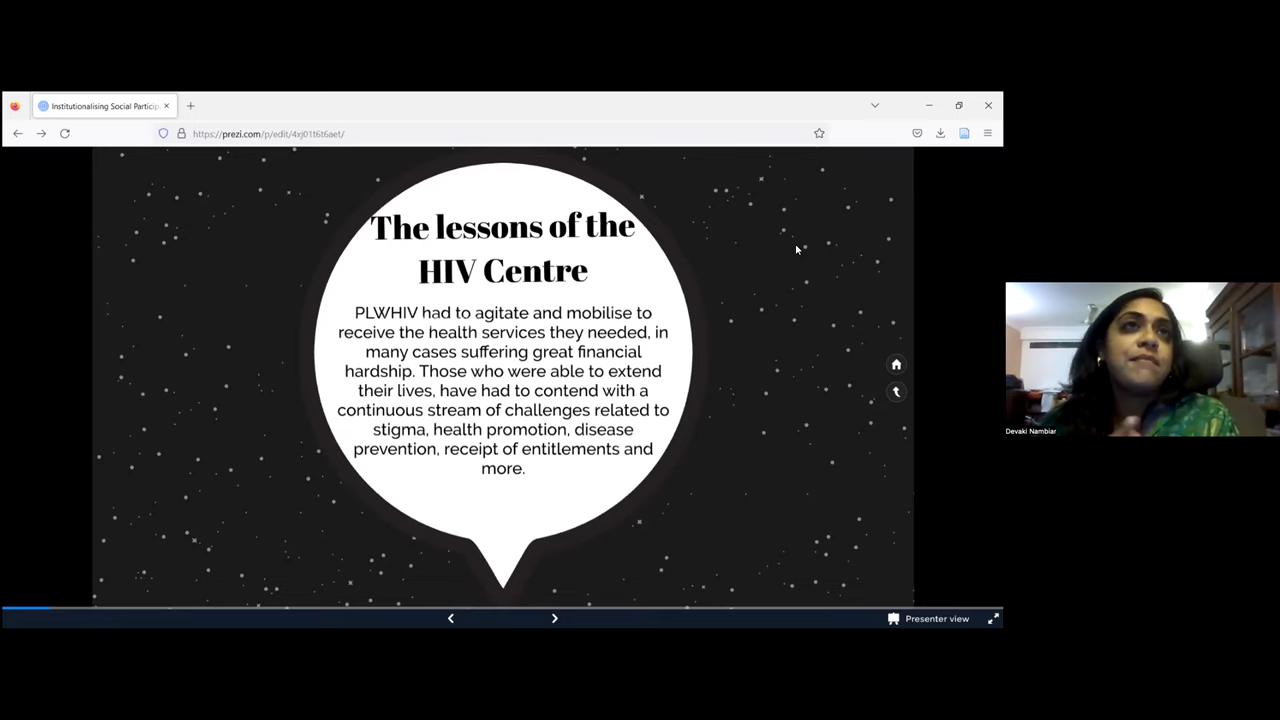 Institutionalising Social Particip
https://prezi.com/p/edit/4xj01t6t6aet/
The lessons of the
HIV Centre
PLWHIV had to agitate and mobilise to
receive the health services they needed, in
many cases suffering great financial
hardship. Those who were able to extend
their lives, have had to contend with a
continuous stream of challenges related to
stigma, health promotion, disease
prevention, receipt of entitlements and
more.
Devaki Nambiar
Presenter view